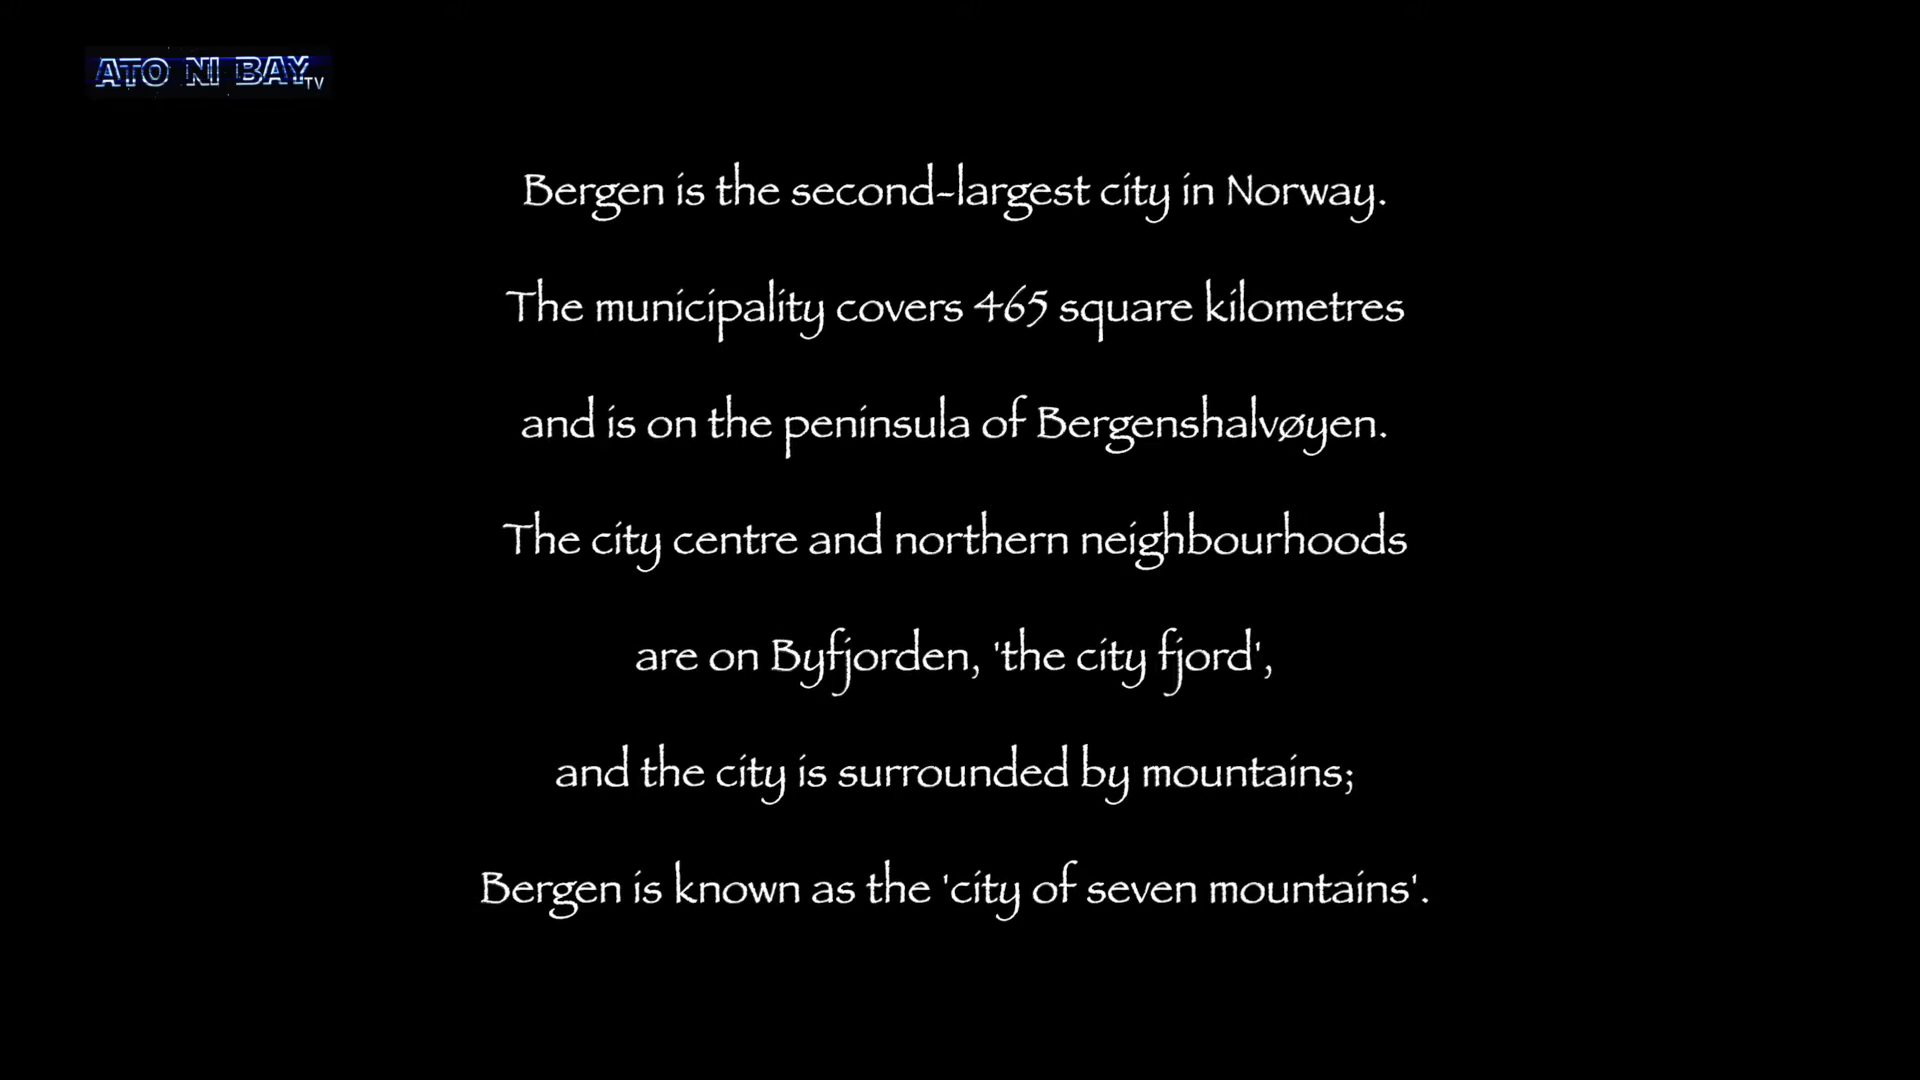 ATO NI BAY TV
Bergen is the second-largest city in Norway.
The municipality covers 465 square kilometres
and is on the peninsula of Bergenshalvøyen.
The city centre and northern neighbourhoods
are on Byfjorden, 'the city fjord',
and the city is surrounded by mountains;
Bergen is known as the 'city of seven mountains'.